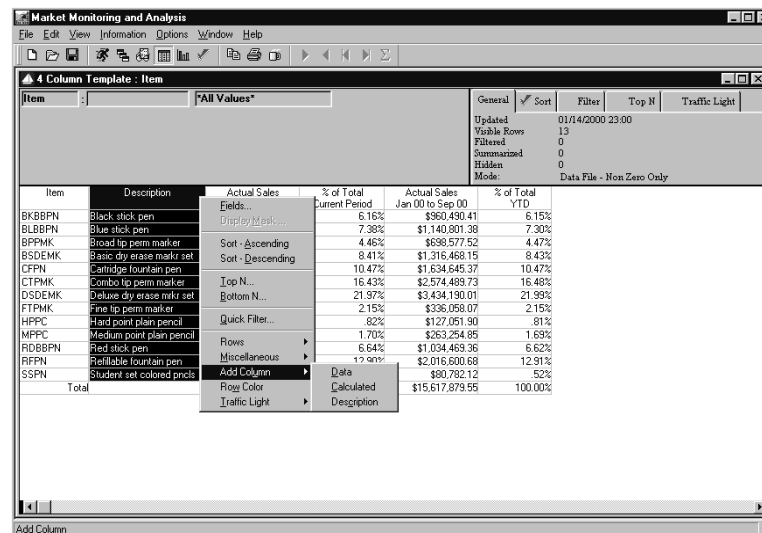 Market Monitoring and Analysis
File Edit View Information Options Window Help
4 Column Template : Item
Item : *All Values*
General Sort Filter Top N Traffic Light
Updated 01/14/2000 23:00
Visible Rows 13
Filtered 0
Summarized 0
Hidden 0
Mode: Data File - Non Zero Only
Item Description Actual Sales % of Total Actual Sales % of Total
Current Period Jan 00 to Sep 00 YTD
BKBBPN Black stick pen 6.16% $960,490.41 6.15%
BLBBPN Blue stick pen 7.38% $1,140,801.38 7.30%
BPPMK Broad tip perm marker 4.46% $698,577.52 4.47%
BSDEMK Basic dry erase markr set 8.41% $1,316,468.15 8.43%
CFPN Cartridge fountain pen 10.47% $1,634,645.37 10.47%
CTPMK Combo tip perm marker 16.43% $2,574,489.73 16.48%
DSDEMK Deluxe dry erase mrkr set 21.97% $3,434,190.01 21.99%
FTPMK Fine tip perm marker 2.15% $336,058.07 2.15%
HPPC Hard point plain pencil .82% $127,051.90 .81%
MPPC Medium point plain pencil 1.70% $263,254.85 1.69%
RDBBPN Red stick pen 6.64% $1,034,469.36 6.62%
RFPN Refillable fountain pen 12.90% $2,016,600.68 12.91%
SSPN Student set colored pncls $80,782.12 .52%
Total $15,617,879.55 100.00%
Fields...
Display Mask ...
Sort - Ascending
Sort - Descending
Top N...
Bottom N...
Quick Filter...
Rows
Miscellaneous
Add Column
Row Color
Traffic Light
Data
Calculated
Description
Add Column